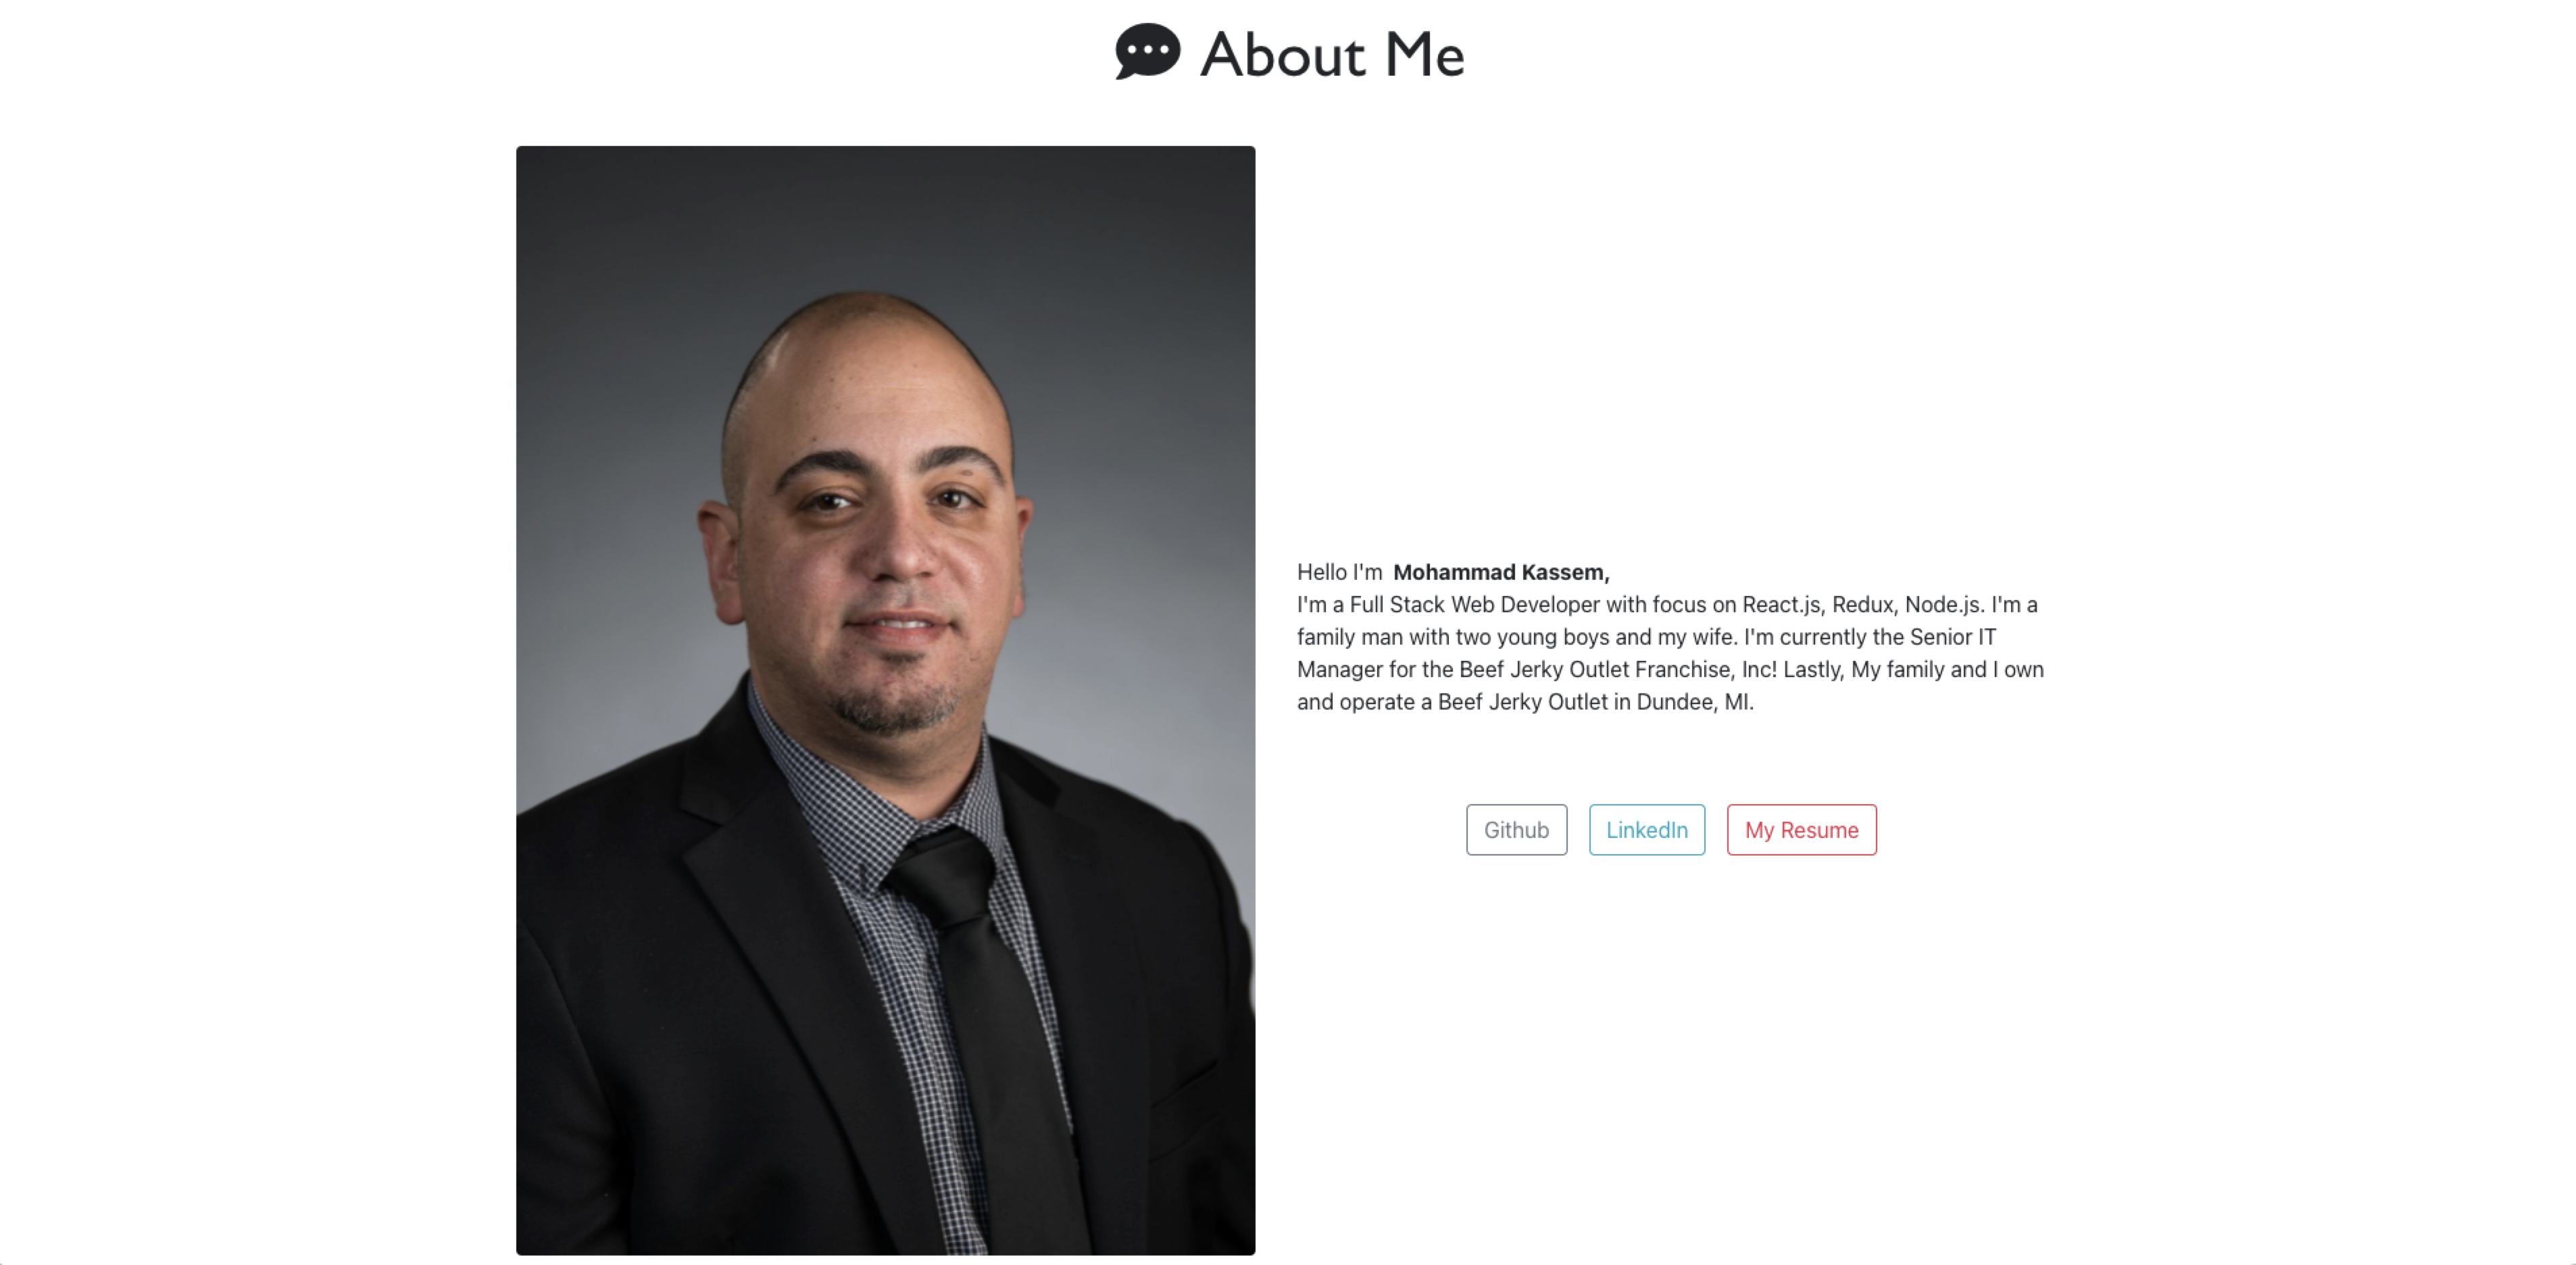 About Me
Hello I'm Mohammad Kassem,
I'm a Full Stack Web Developer with focus on React.js, Redux, Node.js. I'm a
family man with two young boys and my wife. I'm currently the Senior IT
Manager for the Beef Jerky Outlet Franchise, Inc! Lastly, My family and I own
and operate a Beef Jerky Outlet in Dundee, MI.
Github LinkedIn My Resume